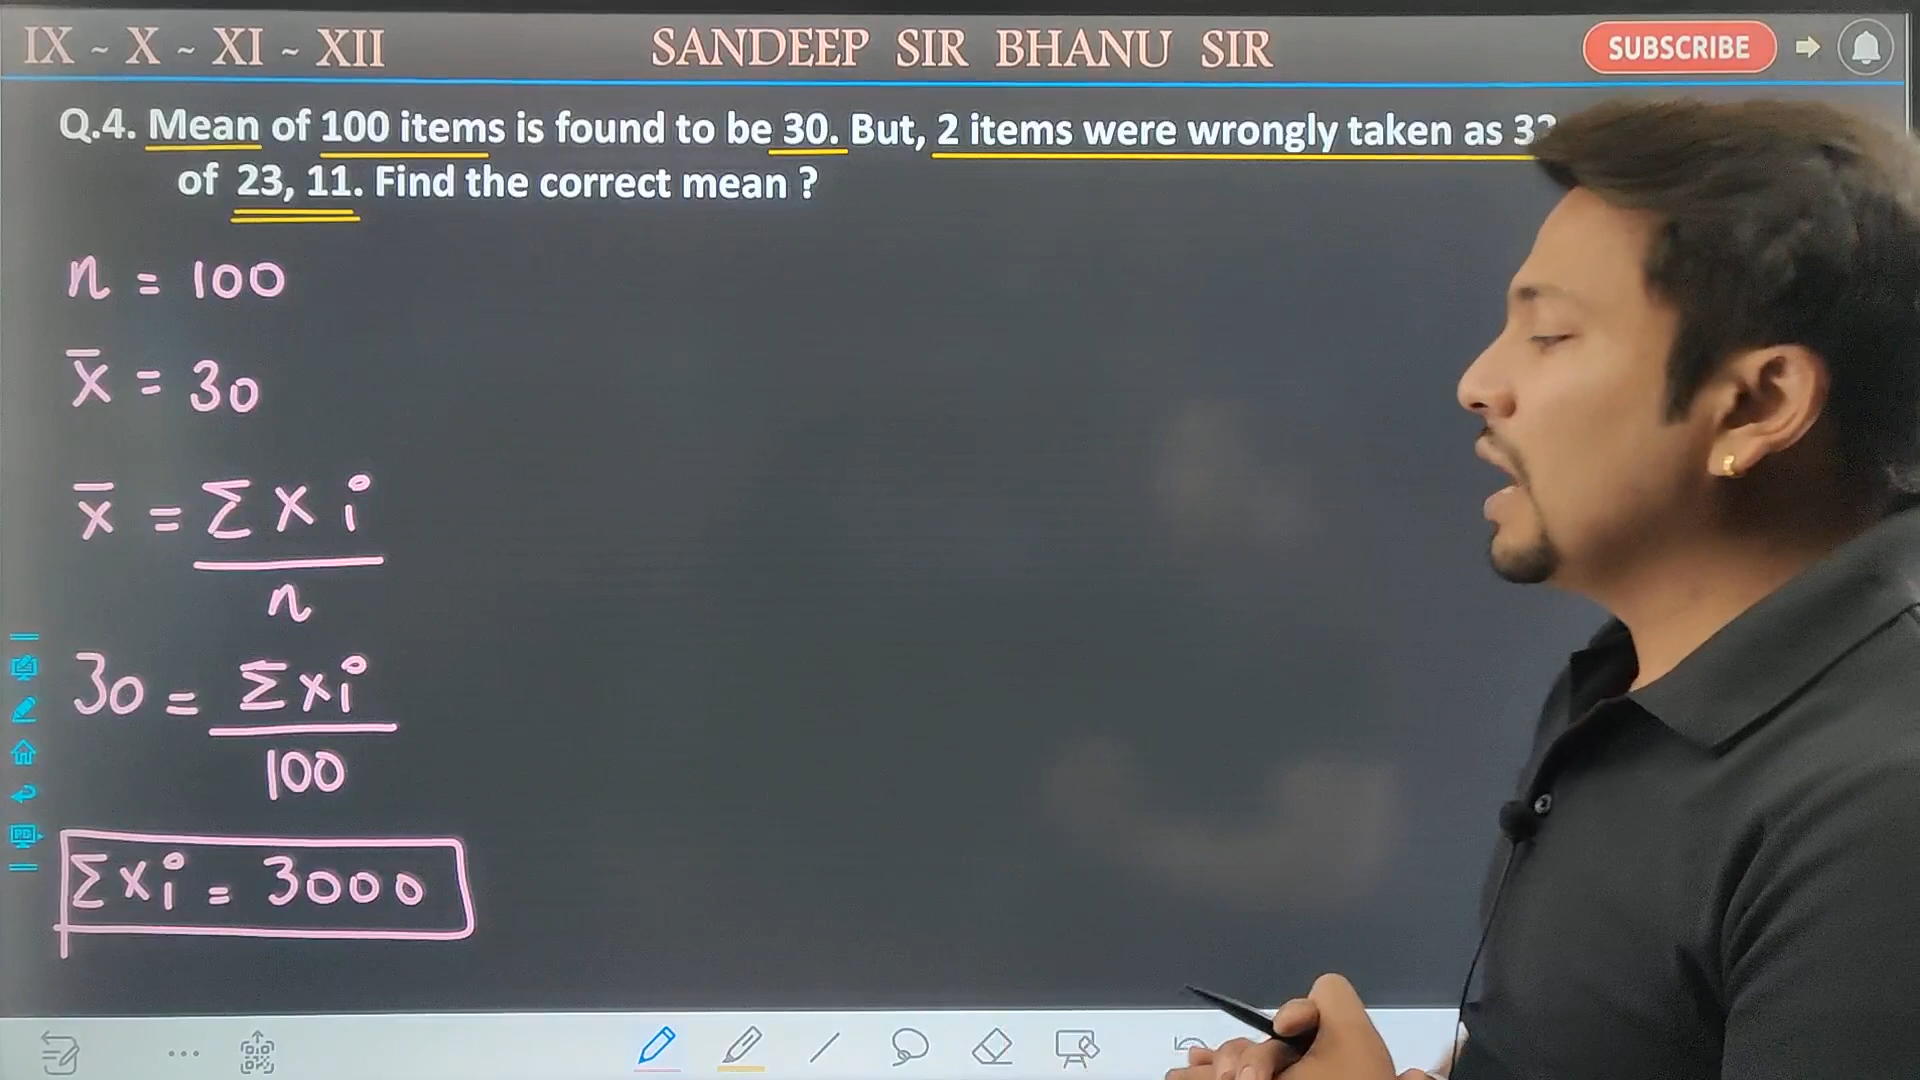 IX ~ X ~ XI ~ XII SANDEEP SIR BHANU SIR SUBSCRIBE
Q.4. Mean of 100 items is found to be 30. But, 2 items were wrongly taken as
of 23, 11. Find the correct mean ?
n = 100
x̄ = 30
x̄ = Σxi / n
30 = Σxi / 100
Σxi = 3000